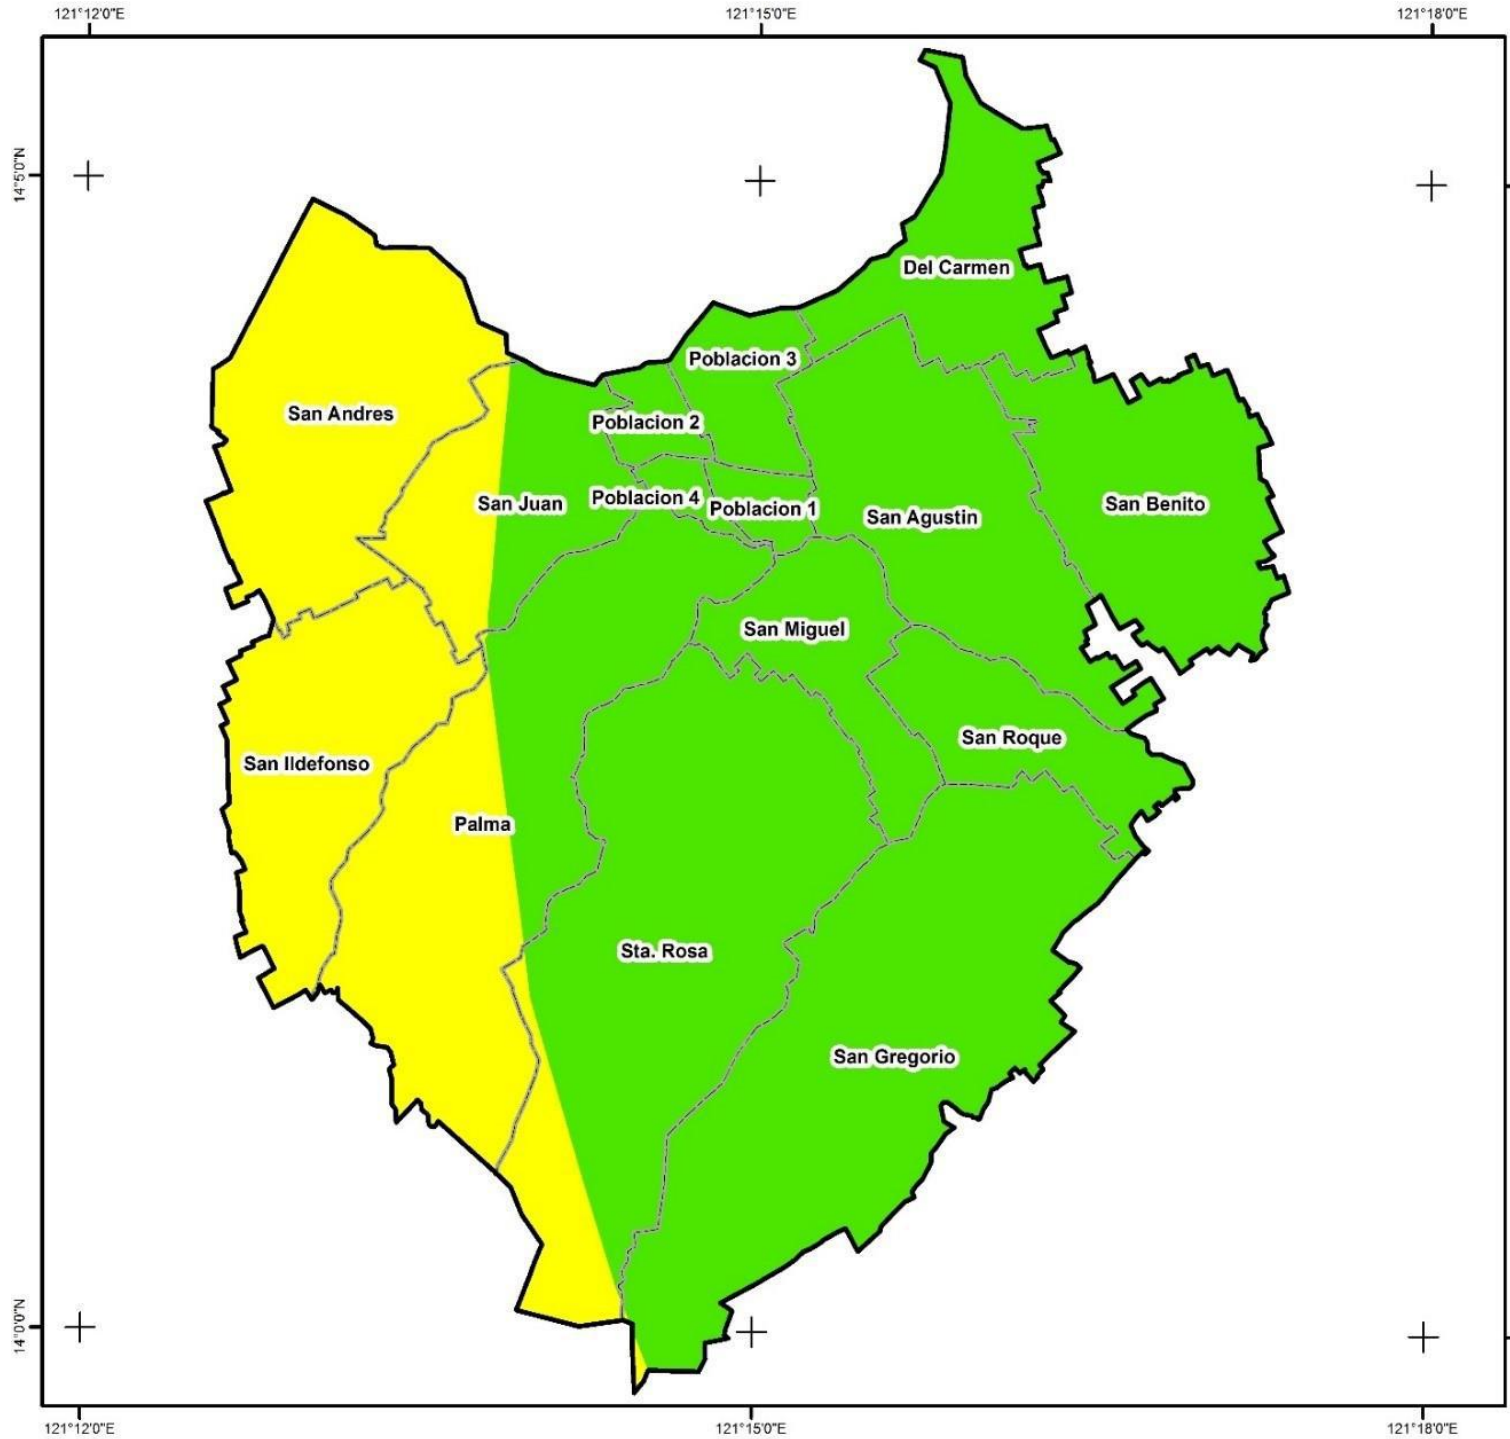 121°12'0"E
121°15'0"E
121°18'0"E
14°5'0"N
Del Carmen
Poblacion 3
San Andres
Poblacion 2
San Juan
Poblacion 4
Poblacion 1
San Agustin
San Benito
San Miguel
San Roque
San Ildefonso
Palma
Sta. Rosa
San Gregorio
14°0'0"N
121°12'0"E
121°15'0"E
121°18'0"E